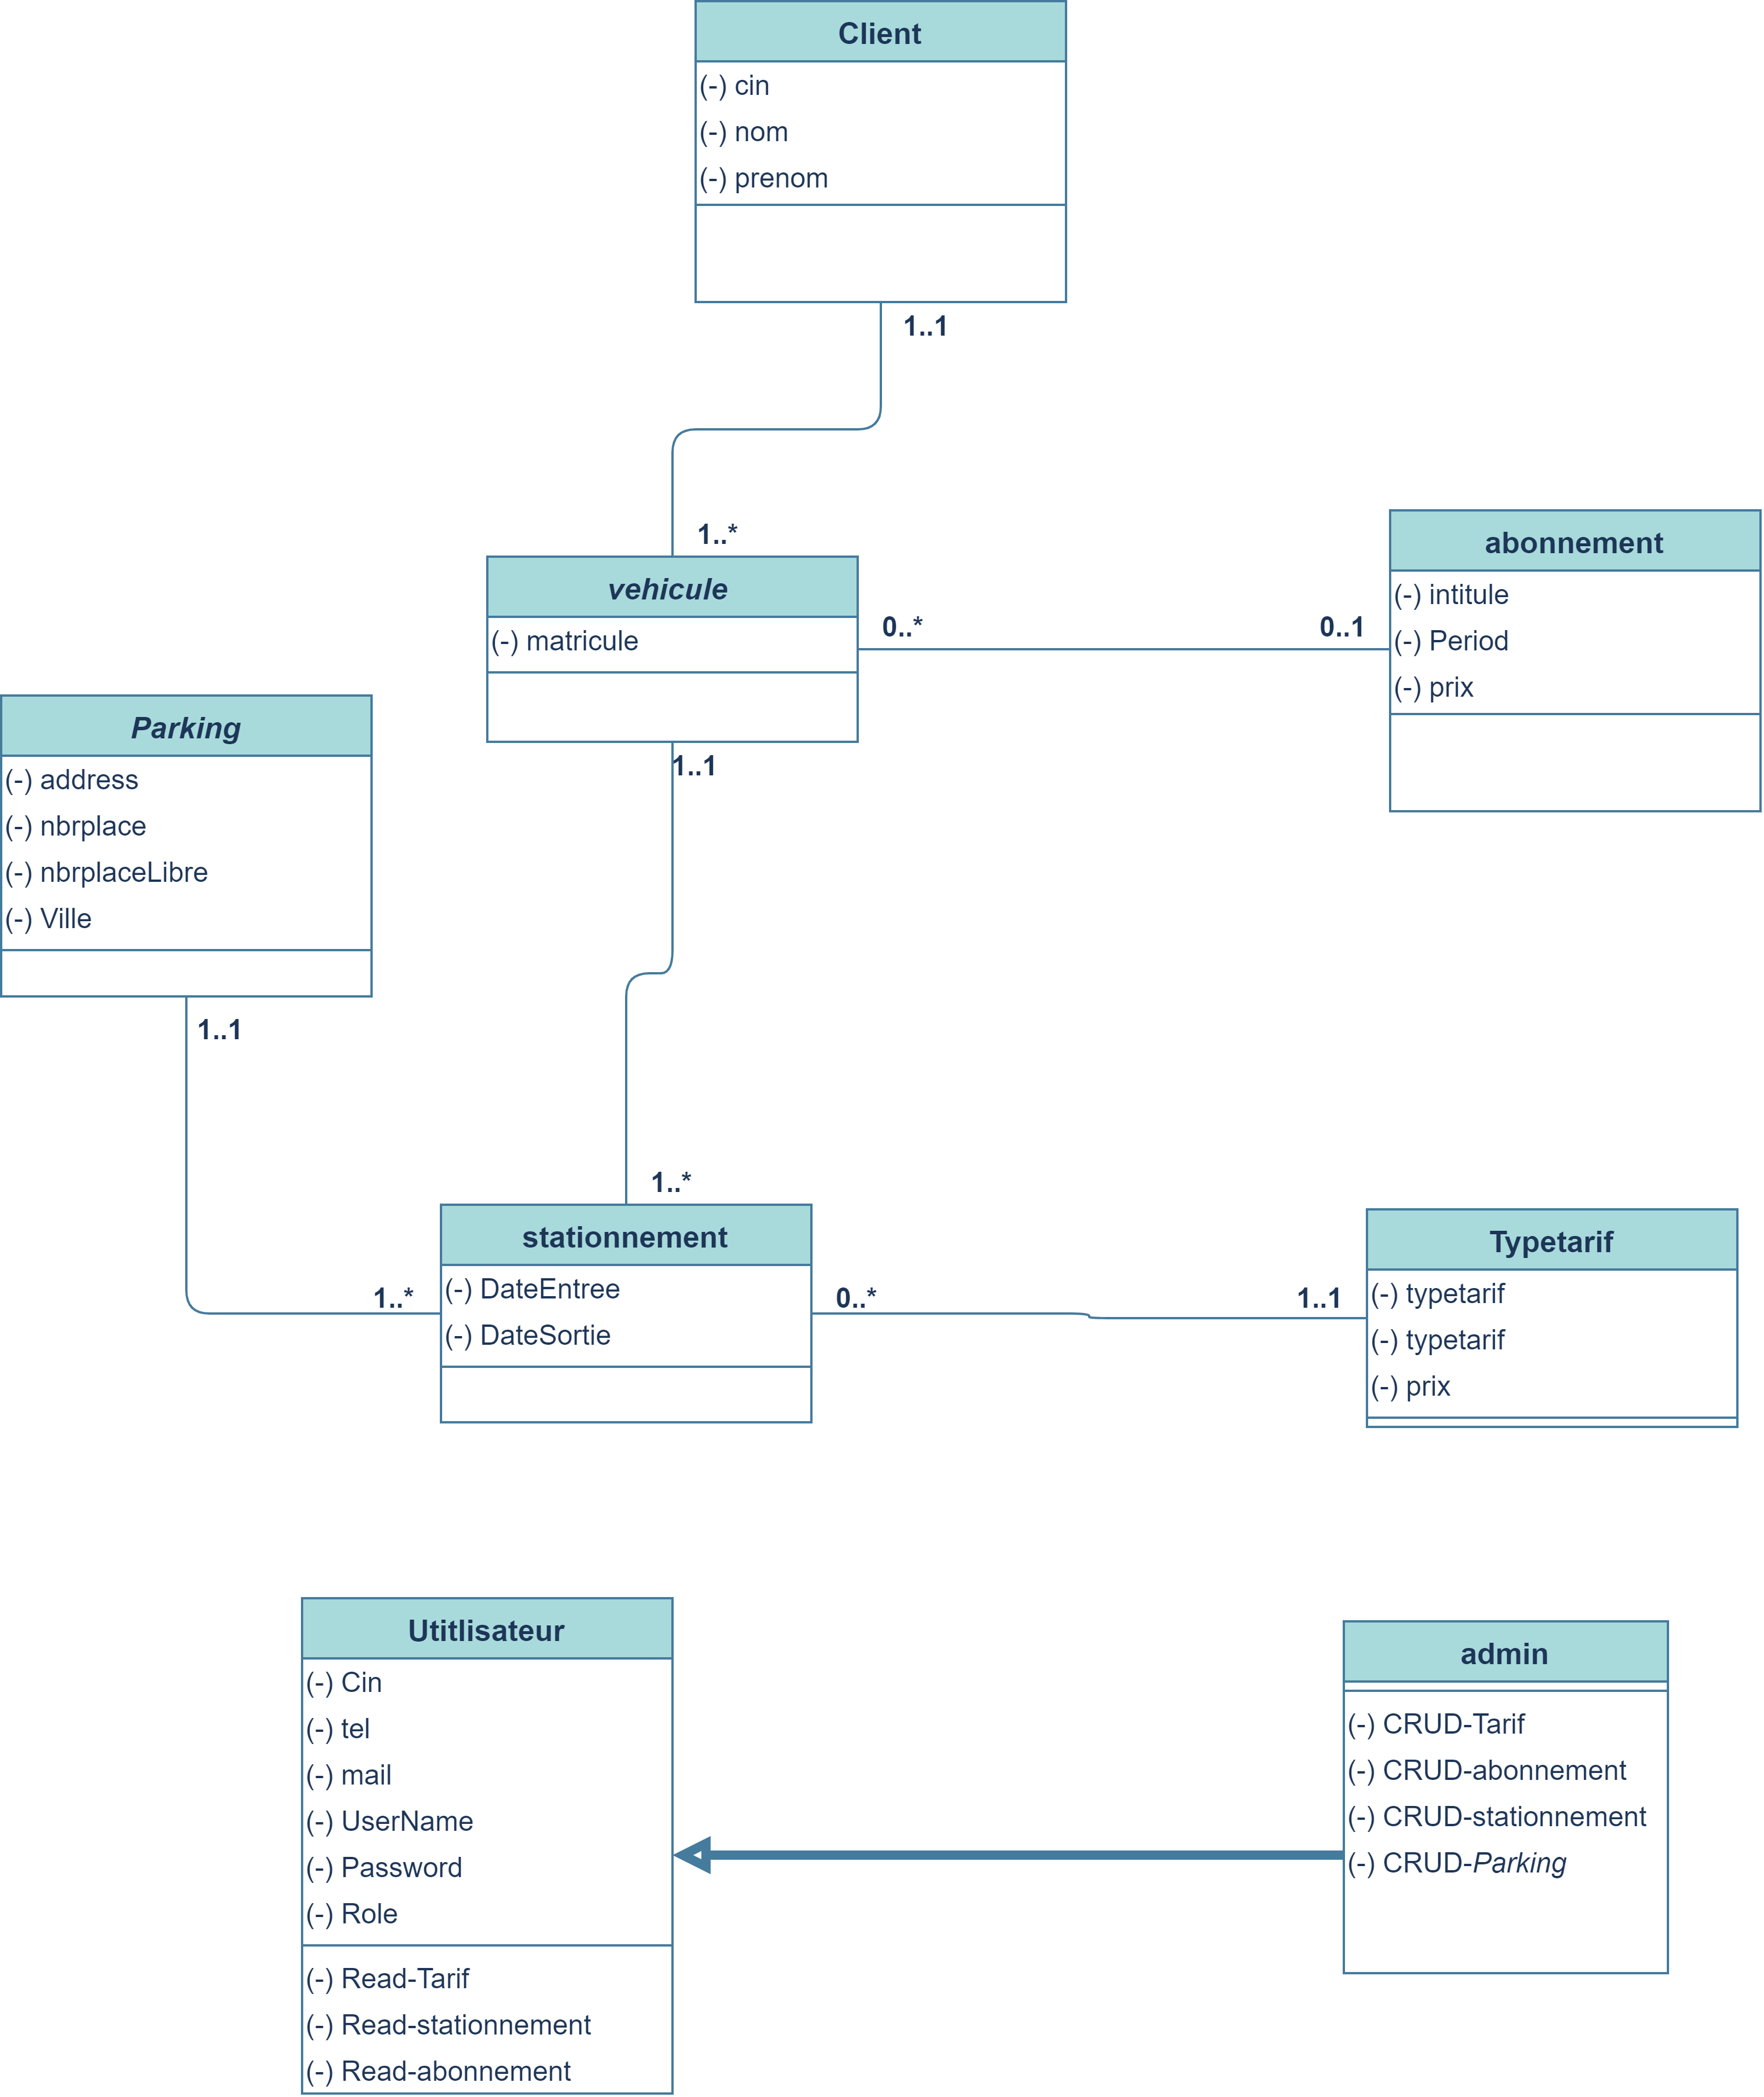 Client
(-) cin
(-) nom
(-) prenom
1..1
1..*
vehicule
(-) matricule
0..*
0..1
abonnement
(-) intitule
(-) Period
(-) prix
1..1
Parking
(-) address
(-) nbrplace
(-) nbrplaceLibre
(-) Ville
1..1
1..*
1..*
stationnement
(-) DateEntree
(-) DateSortie
0..*
1..1
Typetarif
(-) typetarif
(-) typetarif
(-) prix
Utitlisateur
(-) Cin
(-) tel
(-) mail
(-) UserName
(-) Password
(-) Role
(-) Read-Tarif
(-) Read-stationnement
(-) Read-abonnement
admin
(-) CRUD-Tarif
(-) CRUD-abonnement
(-) CRUD-stationnement
(-) CRUD-Parking